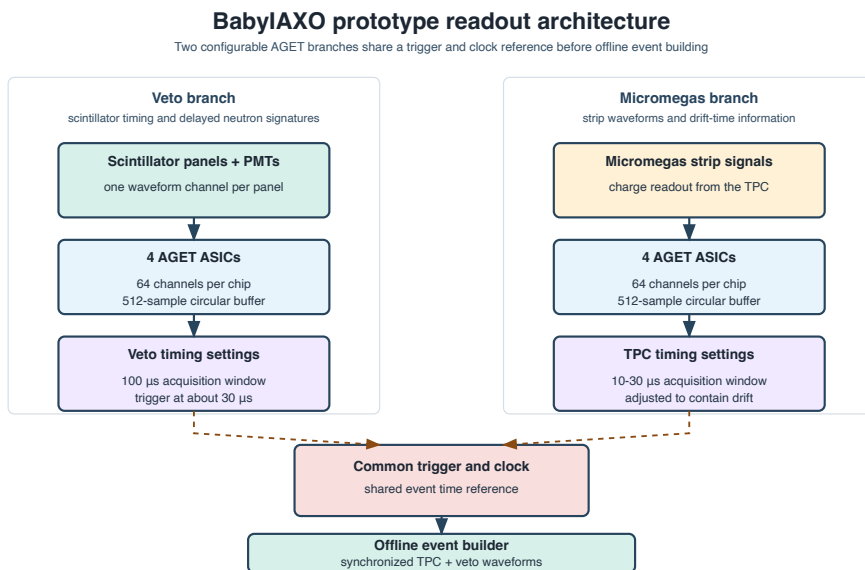 BabyIAXO prototype readout architecture
Two configurable AGET branches share a trigger and clock reference before offline event building
Veto branch
scintillator timing and delayed neutron signatures
Scintillator panels + PMTs
one waveform channel per panel
4 AGET ASICs
64 channels per chip
512-sample circular buffer
Veto timing settings
100 μs acquisition window
trigger at about 30 μs
Micromegas branch
strip waveforms and drift-time information
Micromegas strip signals
charge readout from the TPC
4 AGET ASICs
64 channels per chip
512-sample circular buffer
TPC timing settings
10-30 μs acquisition window
adjusted to contain drift
Common trigger and clock
shared event time reference
Offline event builder
synchronized TPC + veto waveforms